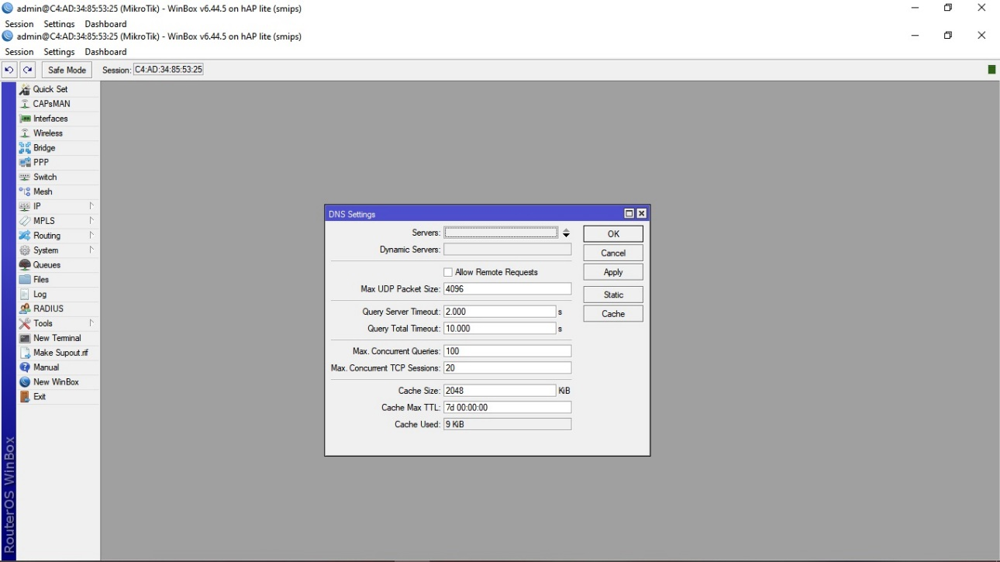 admin@C4:AD:34:85:53:25 (MikroTik) - WinBox v6.44.5 on hAP lite (smips)
Session Settings Dashboard
admin@C4:AD:34:85:53:25 (MikroTik) - WinBox v6.44.5 on hAP lite (smips)
Session Settings Dashboard
Safe Mode Session: C4:AD:34:85:53:25
Quick Set
CAPsMAN
Interfaces
Wireless
Bridge
PPP
Switch
Mesh
IP
MPLS
Routing
System
Queues
Files
Log
RADIUS
Tools
New Terminal
Make Supout.rif
Manual
New WinBox
Exit
RouterOS WinBox
DNS Settings
Servers:
Dynamic Servers:
Allow Remote Requests
Max UDP Packet Size: 4096
Query Server Timeout: 2.000 s
Query Total Timeout: 10.000 s
Max. Concurrent Queries: 100
Max. Concurrent TCP Sessions: 20
Cache Size: 2048 KiB
Cache Max TTL: 7d 00:00:00
Cache Used: 9 KiB
OK
Cancel
Apply
Static
Cache